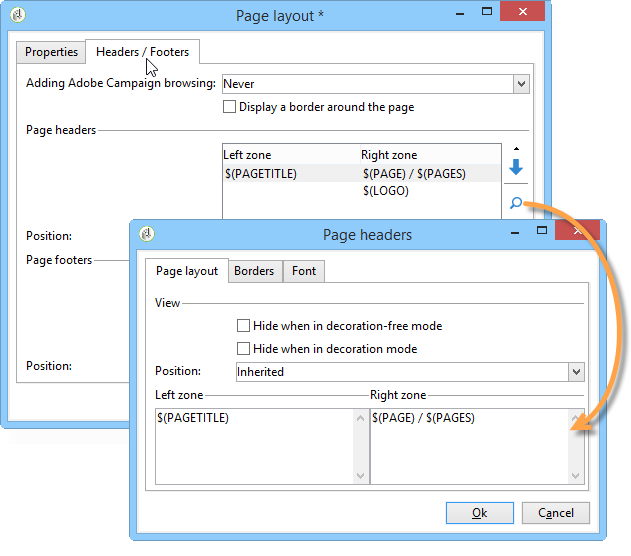 Page layout *
Properties
Headers / Footers
Adding Adobe Campaign browsing:
Never
Display a border around the page
Page headers
Left zone
Right zone
$(PAGETITLE)
$(PAGE) / $(PAGES)
$(LOGO)
Position:
Page footers
Position:
Page headers
Page layout
Borders
Font
View
Hide when in decoration-free mode
Hide when in decoration mode
Position:
Inherited
Left zone
Right zone
$(PAGETITLE)
$(PAGE) / $(PAGES)
Ok
Cancel